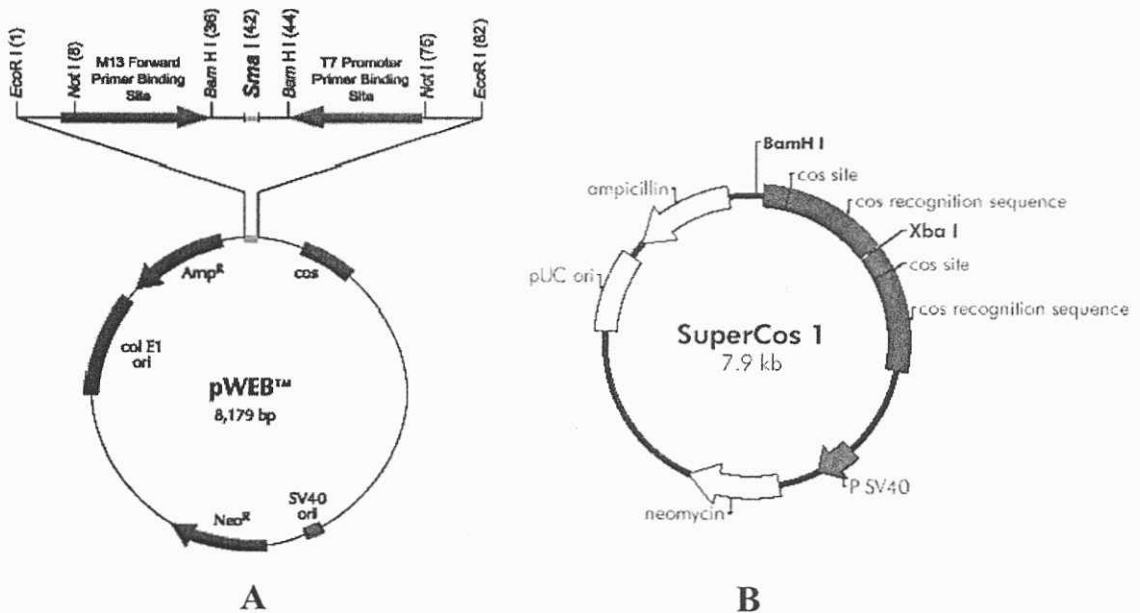 EcoR I (1)
Not I (8)
M13 Forward
Primer Binding
Site
Bam H I (36)
Sma I (42)
Bam H I (44)
T7 Promoter
Primer Binding
Site
Not I (75)
EcoR I (82)
AmpR
cos
col E1
ori
pWEB™
8,179 bp
SV40
ori
NeoR
A
BamH I
cos site
ampicillin
cos recognition sequence
Xba I
cos site
pUC ori
cos recognition sequence
SuperCos 1
7.9 kb
P SV40
neomycin
B